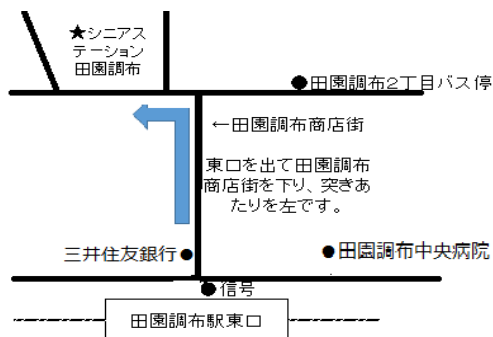 ★シニアス
テーション
田園調布
●田園調布2丁目バス停
←田園調布商店街
東口を出て田園調布
商店街を下り、突きあ
たりを左です。
三井住友銀行●
●田園調布中央病院
●信号
田園調布駅東口